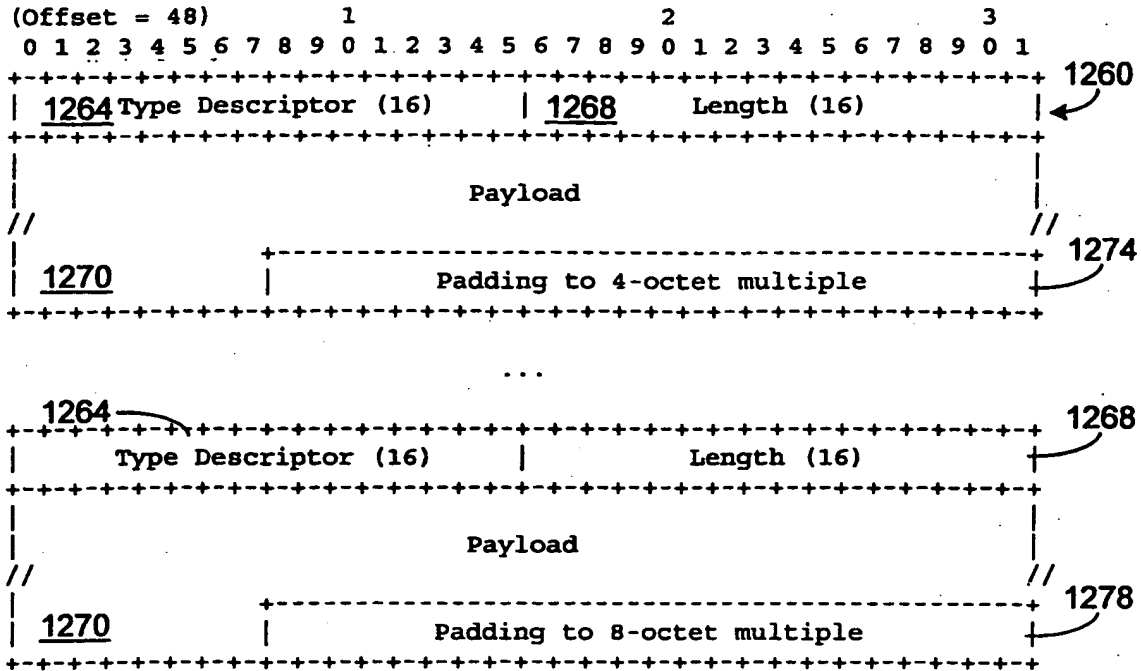 (Offset = 48) 1 2 3
0 1 2 3 4 5 6 7 8 9 0 1 2 3 4 5 6 7 8 9 0 1 2 3 4 5 6 7 8 9 0 1
+-+-+-+-+-+-+-+-+-+-+-+-+-+-+-+-+-+-+-+-+-+-+-+-+-+-+-+-+-+-+-+-+ 1260
| 1264 Type Descriptor (16) | 1268 Length (16) |
+-+-+-+-+-+-+-+-+-+-+-+-+-+-+-+-+-+-+-+-+-+-+-+-+-+-+-+-+-+-+-+-+
| |
| Payload |
// //
| +-----------------------------------------------+ 1274
| 1270 | Padding to 4-octet multiple |
+-+-+-+-+-+-+-+-+-+-+-+-+-+-+-+-+-+-+-+-+-+-+-+-+-+-+-+-+-+-+-+-+
...
1264 1268
+-+-+-+-+-+-+-+-+-+-+-+-+-+-+-+-+-+-+-+-+-+-+-+-+-+-+-+-+-+-+-+-+
| Type Descriptor (16) | Length (16) |
+-+-+-+-+-+-+-+-+-+-+-+-+-+-+-+-+-+-+-+-+-+-+-+-+-+-+-+-+-+-+-+-+
| |
| Payload |
// //
| +-----------------------------------------------+ 1278
| 1270 | Padding to 8-octet multiple |
+-+-+-+-+-+-+-+-+-+-+-+-+-+-+-+-+-+-+-+-+-+-+-+-+-+-+-+-+-+-+-+-+